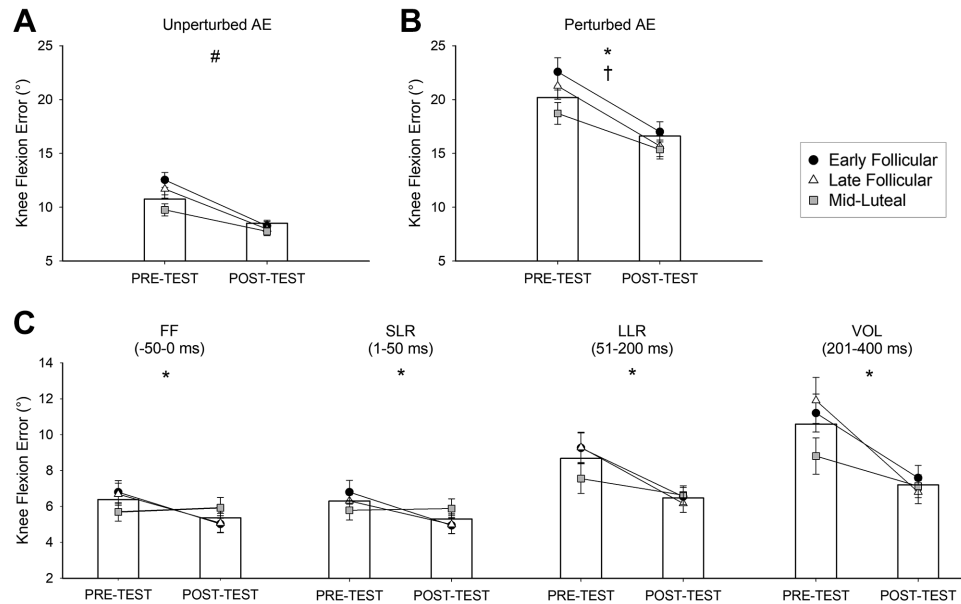 A
Unperturbed AE
#
Knee Flexion Error (°)
25
20
15
10
5
PRE-TEST POST-TEST
B
Perturbed AE
*
†
Knee Flexion Error (°)
25
20
15
10
5
PRE-TEST POST-TEST
Early Follicular
Late Follicular
Mid-Luteal
C
Knee Flexion Error (°)
14
12
10
8
6
4
2
FF
(-50-0 ms)
*
PRE-TEST POST-TEST
SLR
(1-50 ms)
*
PRE-TEST POST-TEST
LLR
(51-200 ms)
*
PRE-TEST POST-TEST
VOL
(201-400 ms)
*
PRE-TEST POST-TEST